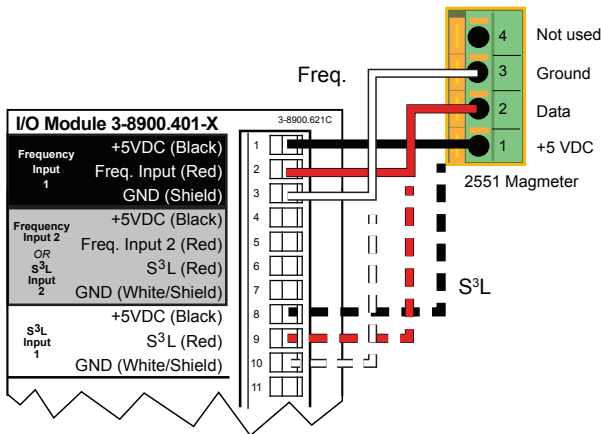 4 Not used
Freq.
3 Ground
2 Data
1 +5 VDC
2551 Magmeter
3-8900.621C
I/O Module 3-8900.401-X
Frequency
Input
1
+5VDC (Black)
Freq. Input (Red)
GND (Shield)
Frequency
Input 2
OR
S³L
Input
2
+5VDC (Black)
Freq. Input 2 (Red)
S³L (Red)
GND (White/Shield)
S³L
Input
1
+5VDC (Black)
S³L (Red)
GND (White/Shield)
1
2
3
4
5
6
7
8
9
10
11
S³L